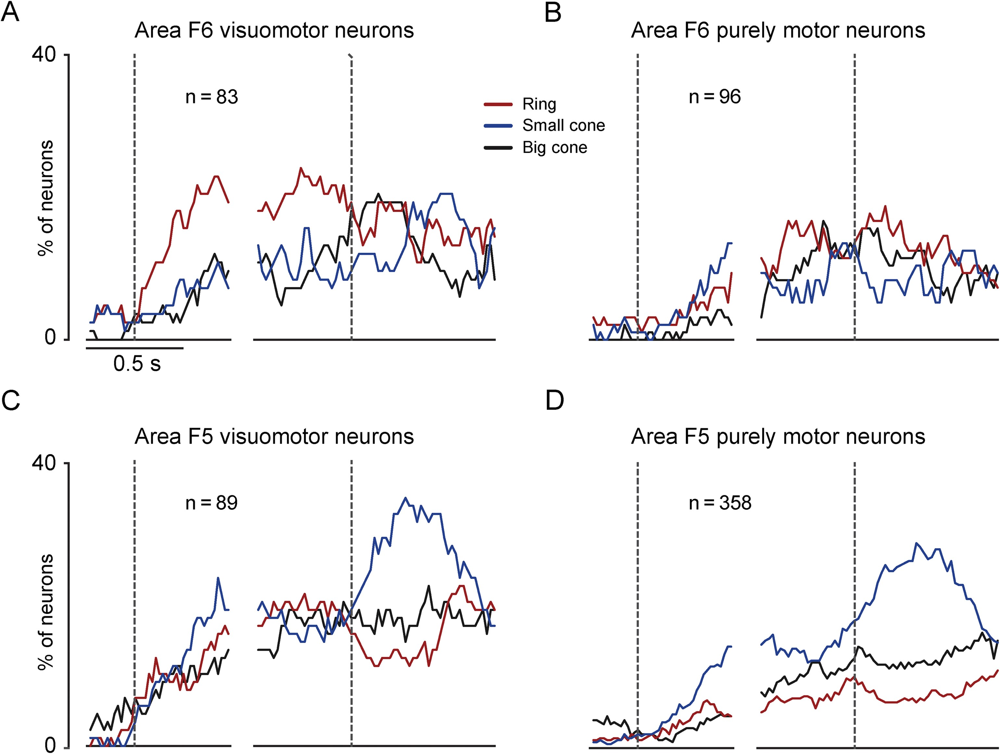 A
B
Area F6 visuomotor neurons
Area F6 purely motor neurons
40
n = 83
n = 96
Ring
Small cone
Big cone
% of neurons
0
0.5 s
C
D
Area F5 visuomotor neurons
Area F5 purely motor neurons
40
n = 89
n = 358
% of neurons
0